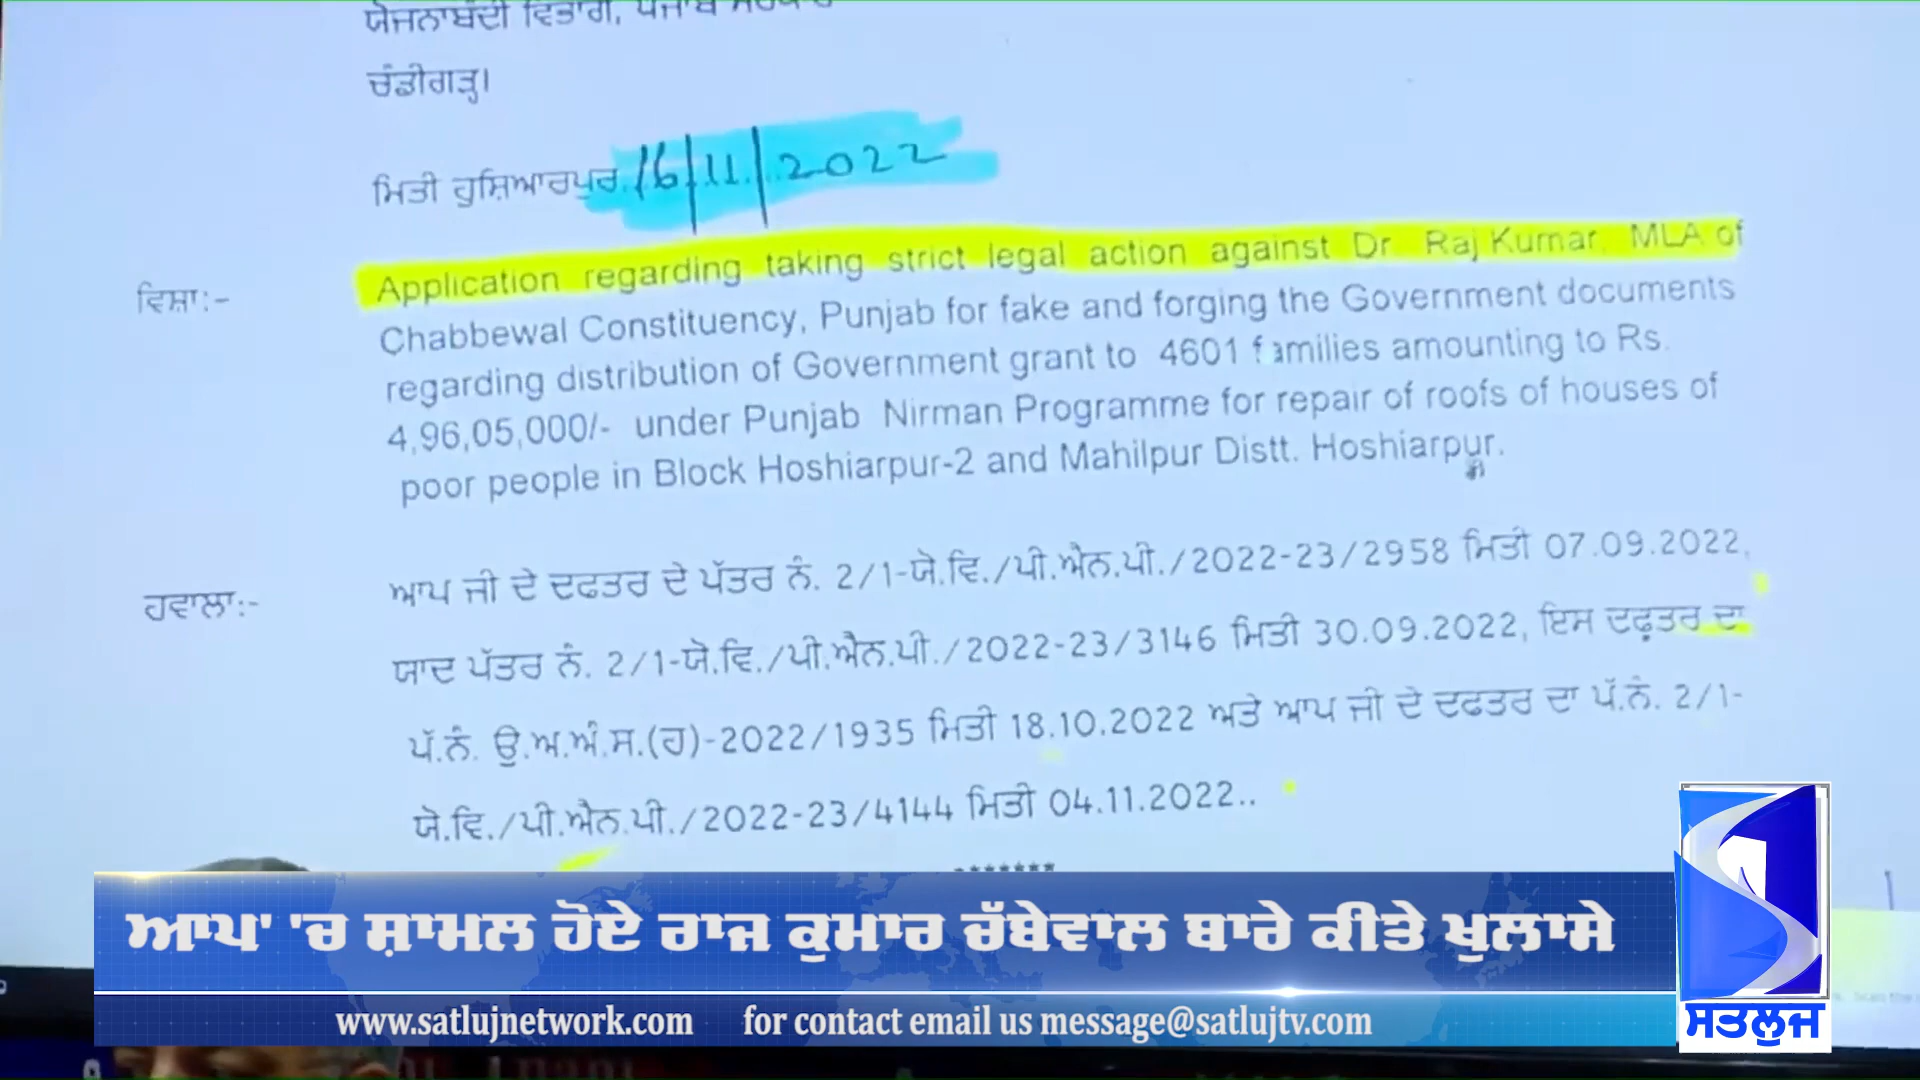 ਯੋਜਨਾਬੰਦੀ ਵਿਭਾਗ, ਪੰਜਾਬ ਸਰਕਾਰ
ਚੰਡੀਗੜ੍ਹ।
ਮਿਤੀ ਹੁਸ਼ਿਆਰਪੁਰ 16/11/2022
ਵਿਸ਼ਾ:- Application regarding taking strict legal action against Dr. Raj Kumar, MLA of
Chabbewal Constituency, Punjab for fake and forging the Government documents
regarding distribution of Government grant to 4601 families amounting to Rs.
4,96,05,000/- under Punjab Nirman Programme for repair of roofs of houses of
poor people in Block Hoshiarpur-2 and Mahilpur Distt. Hoshiarpur.
ਹਵਾਲਾ:- ਆਪ ਜੀ ਦੇ ਦਫਤਰ ਦੇ ਪੱਤਰ ਨੰ. 2/1-ਯੋ.ਵਿ./ਪੀ.ਐਨ.ਪੀ./2022-23/2958 ਮਿਤੀ 07.09.2022,
ਯਾਦ ਪੱਤਰ ਨੰ. 2/1-ਯੋ.ਵਿ./ਪੀ.ਐਨ.ਪੀ./2022-23/3146 ਮਿਤੀ 30.09.2022, ਇਸ ਦਫ਼ਤਰ ਦਾ
ਪੱ.ਨੰ. ਉ.ਅ.ਅੰ.ਸ.(ਹ)-2022/1935 ਮਿਤੀ 18.10.2022 ਅਤੇ ਆਪ ਜੀ ਦੇ ਦਫਤਰ ਦਾ ਪੱ.ਨੰ. 2/1-
ਯੋ.ਵਿ./ਪੀ.ਐਨ.ਪੀ./2022-23/4144 ਮਿਤੀ 04.11.2022..
*******
ਆਪ' 'ਚ ਸ਼ਾਮਲ ਹੋਏ ਰਾਜ ਕੁਮਾਰ ਚੱਬੇਵਾਲ ਬਾਰੇ ਕੀਤੇ ਖੁਲਾਸੇ
www.satlujnetwork.com for contact email us message@satlujtv.com
ਸਤਲੁਜ